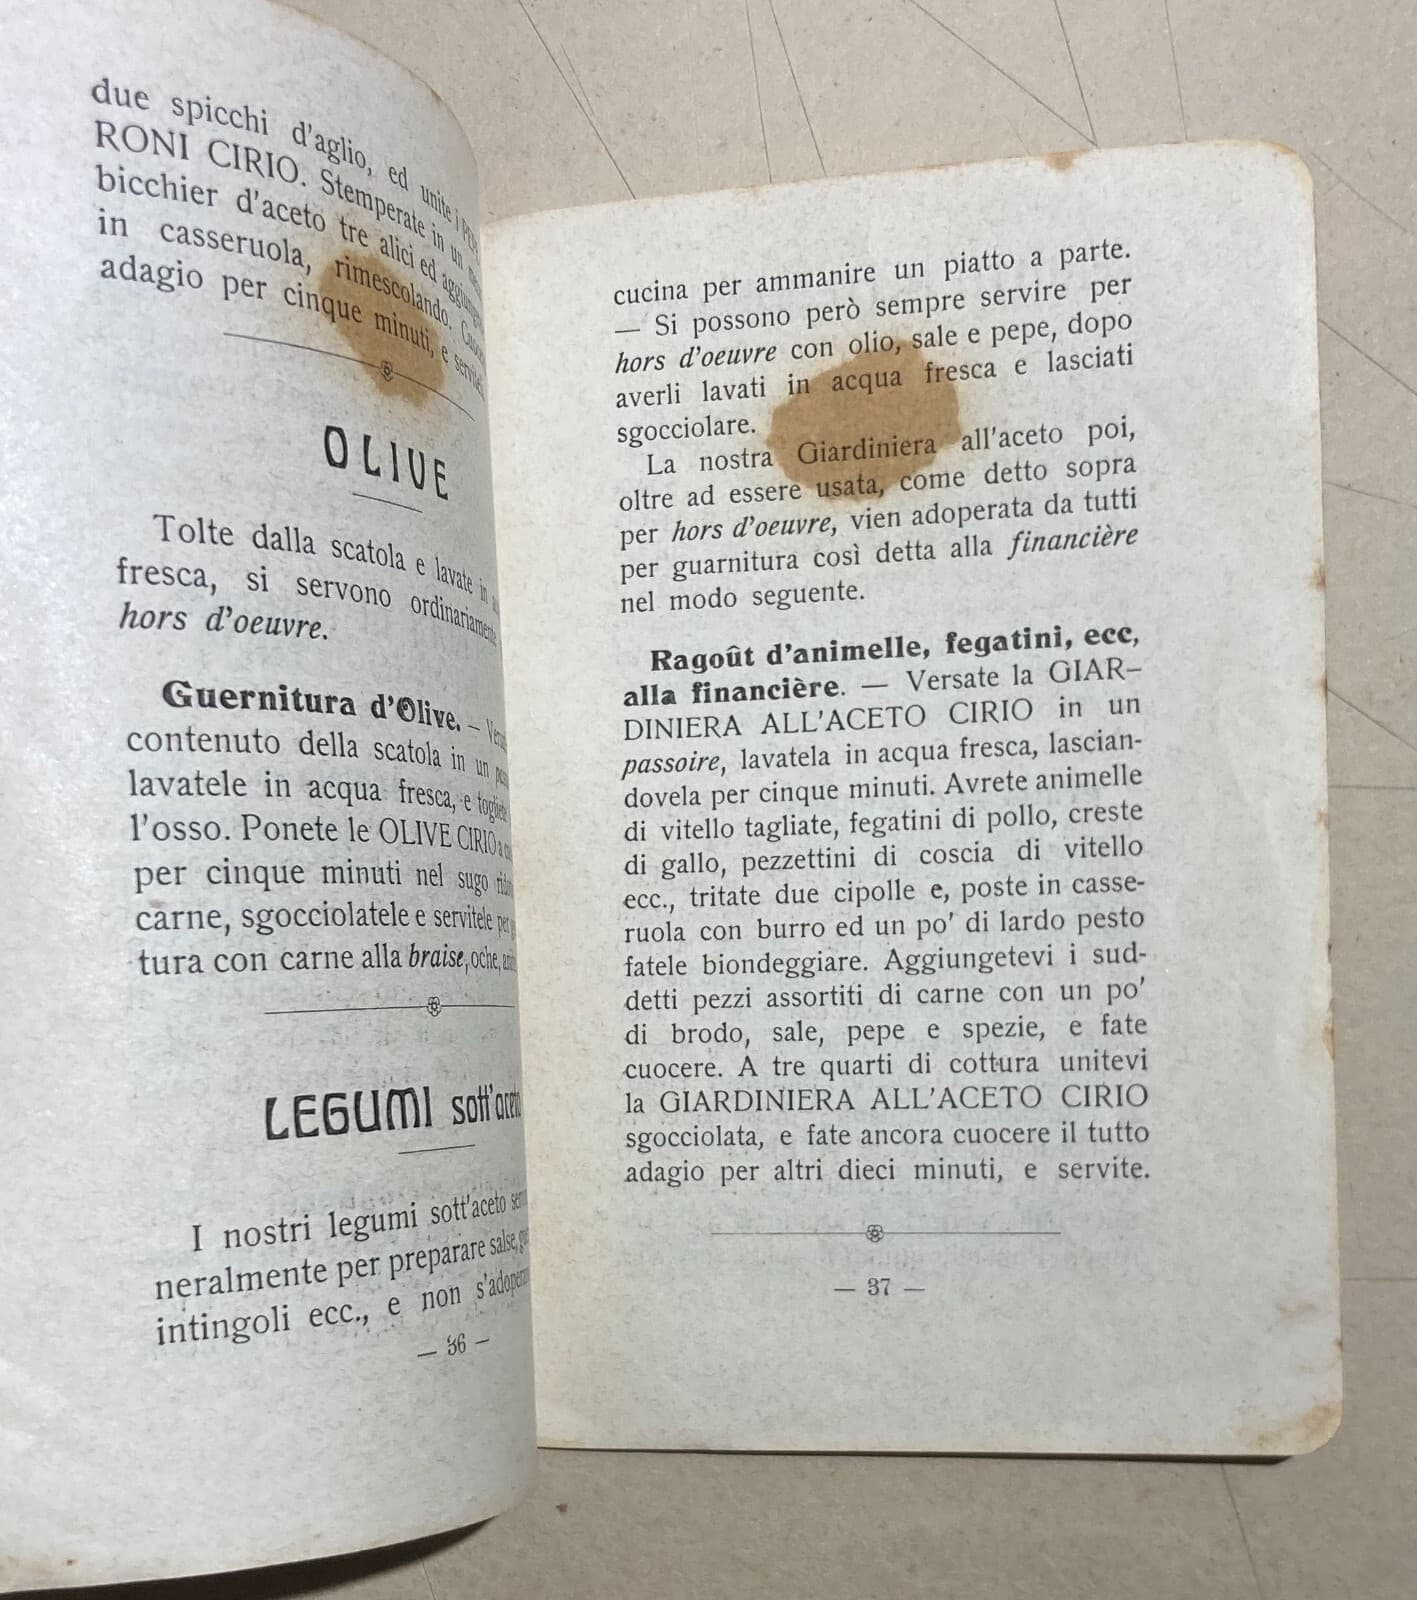 due spicchi d'aglio, ed unite i PEPE-
RONI CIRIO. Stemperate in un mezzo
bicchier d'aceto tre alici ed aggiungete
in casseruola, rimescolando. Cuocere
adagio per cinque minuti, e servite.
OLIVE
Tolte dalla scatola e lavate in
fresca, si servono ordinariamente
hors d'oeuvre.
Guernitura d'Olive. —
contenuto della scatola in un
lavatele in acqua fresca, e togliete
l'osso. Ponete le OLIVE CIRIO a
per cinque minuti nel sugo
carne, sgocciolatele e servitele per
tura con carne alla braise, oche,
LEGUMI sott'aceto
I nostri legumi sott'aceto
neralmente per preparare salse,
intingoli ecc., e non
— 36 —
cucina per ammanire un piatto a parte.
— Si possono però sempre servire per
hors d'oeuvre con olio, sale e pepe, dopo
averli lavati in acqua fresca e lasciati
sgocciolare.
La nostra Giardiniera all'aceto poi,
oltre ad essere usata, come detto sopra
per hors d'oeuvre, vien adoperata da tutti
per guarnitura così detta alla financière
nel modo seguente.
Ragoût d'animelle, fegatini, ecc,
alla financière. — Versate la GIAR-
DINIERA ALL'ACETO CIRIO in un
passoire, lavatela in acqua fresca, lascian-
dovela per cinque minuti. Avrete animelle
di vitello tagliate, fegatini di pollo, creste
di gallo, pezzettini di coscia di vitello
ecc., tritate due cipolle e, poste in casse-
ruola con burro ed un po' di lardo pesto
fatele biondeggiare. Aggiungetevi i sud-
detti pezzi assortiti di carne con un po'
di brodo, sale, pepe e spezie, e fate
cuocere. A tre quarti di cottura unitevi
la GIARDINIERA ALL'ACETO CIRIO
sgocciolata, e fate ancora cuocere il tutto
adagio per altri dieci minuti, e servite.
— 37 —